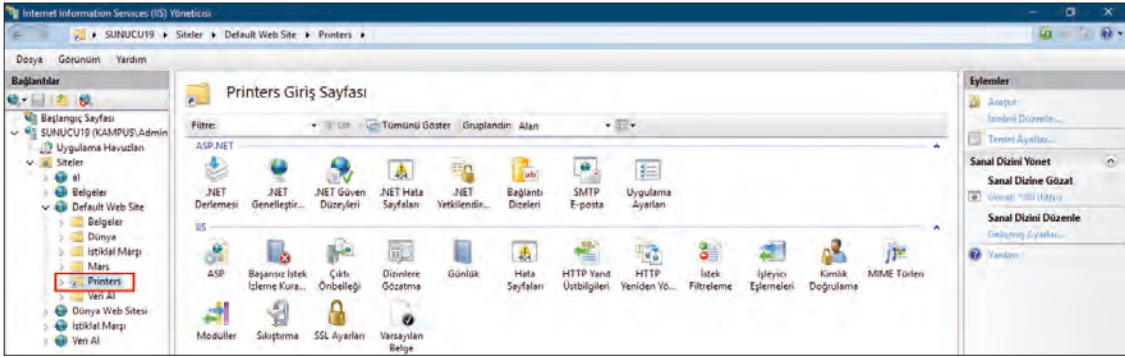 Internet Information Services (IIS) Yöneticisi
SUNUCU19 Siteler Default Web Site Printers
Dosya Görünüm Yardım
Bağlantılar
Başlangıç Sayfası
SUNUCU19 (KAMPUS\Admin
Uygulama Havuzları
Siteler
al
Belgeler
Default Web Site
Belgeler
Dünya
İstiklal Marşı
Mars
Printers
Veri Al
Dünya Web Sitesi
İstiklal Marşı
Veri Al
Printers Giriş Sayfası
Filtre: Git Tümünü Göster Gruplandır: Alan
ASP.NET
.NET Derlemesi
.NET Genelleştir...
.NET Güven Düzeyleri
.NET Hata Sayfaları
.NET Yetkilendir...
Bağlantı Dizeleri
SMTP E-posta
Uygulama Ayarları
IIS
ASP
Başarısız İstek İzleme Kura...
Çıktı Önbelleği
Dizinlere Gözatma
Günlük
Hata Sayfaları
HTTP Yanıt Üstbilgileri
HTTP Yeniden Yö...
İstek Filtreleme
İşleyici Eşlemeleri
Kimlik Doğrulama
MIME Türleri
Modüller
Sıkıştırma
SSL Ayarları
Varsayılan Belge
Eylemler
Araştır
İzinleri Düzenle...
Temel Ayarlar...
Sanal Dizini Yönet
Sanal Dizine Gözat
Gözat: *:80 (http)
Sanal Dizini Düzenle
Gelişmiş Ayarlar...
Yardım